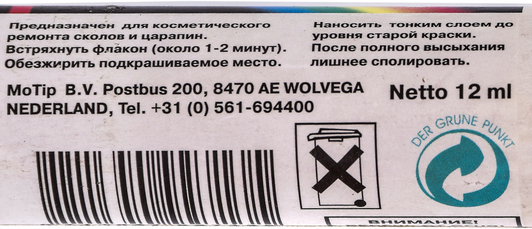 Предназначен для косметического
ремонта сколов и царапин.
Встряхнуть флакон (около 1-2 минут).
Обезжирить подкрашиваемое место.
Наносить тонким слоем до
уровня старой краски.
После полного высыхания
лишнее сполировать.
MoTip B.V. Postbus 200, 8470 AE WOLVEGA
NEDERLAND, Tel. +31 (0) 561-694400
Netto 12 ml
DER GRÜNE PUNKT
ВНИМАНИЕ!